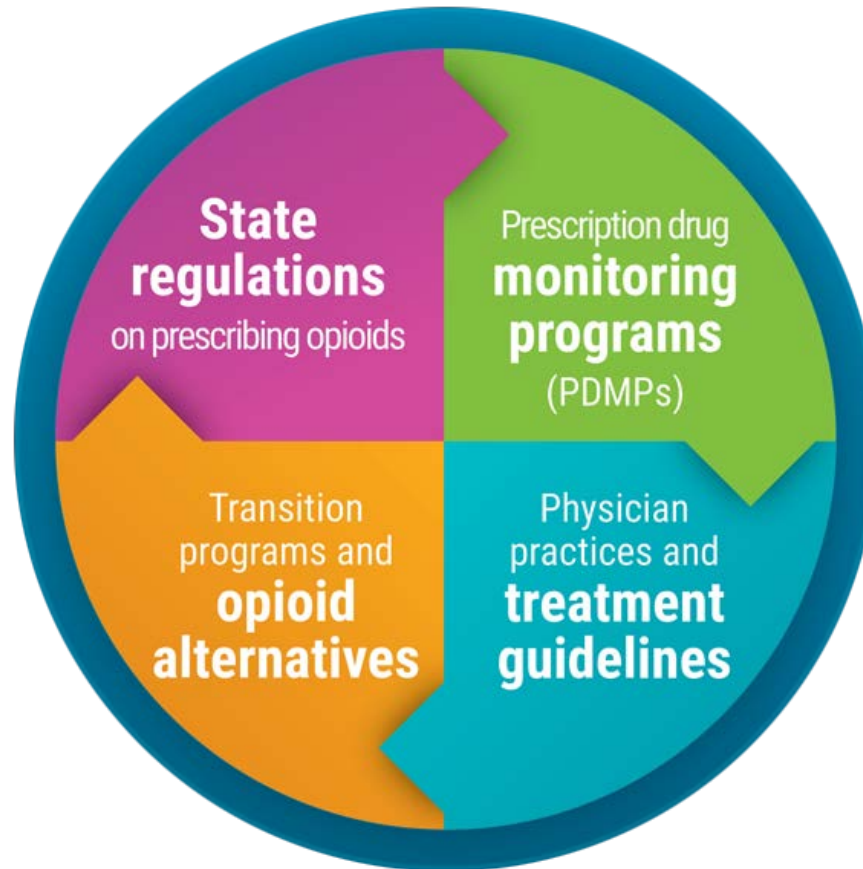 State
regulations
on prescribing opioids
Prescription drug
monitoring
programs
(PDMPs)
Transition
programs and
opioid
alternatives
Physician
practices and
treatment
guidelines